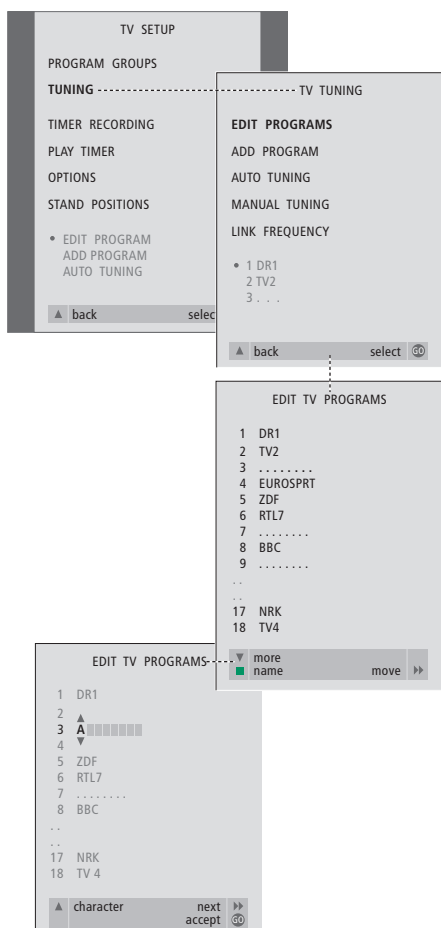 TV SETUP
PROGRAM GROUPS
TUNING
TIMER RECORDING
PLAY TIMER
OPTIONS
STAND POSITIONS
• EDIT PROGRAM
ADD PROGRAM
AUTO TUNING
▲ back selec
TV TUNING
EDIT PROGRAMS
ADD PROGRAM
AUTO TUNING
MANUAL TUNING
LINK FREQUENCY
• 1 DR1
2 TV2
3 . . .
▲ back select GO
EDIT TV PROGRAMS
1 DR1
2 TV2
3 . . . . . . . .
4 EUROSPRT
5 ZDF
6 RTL7
7 . . . . . . . .
8 BBC
9 . . . . . . . .
. .
. .
17 NRK
18 TV4
▼ more
■ name move ▶▶
EDIT TV PROGRAMS
1 DR1
2
3 A
4
5 ZDF
6 RTL7
7 . . . . . . . .
8 BBC
. .
. .
17 NRK
18 TV 4
▲ character next ▶▶
accept GO